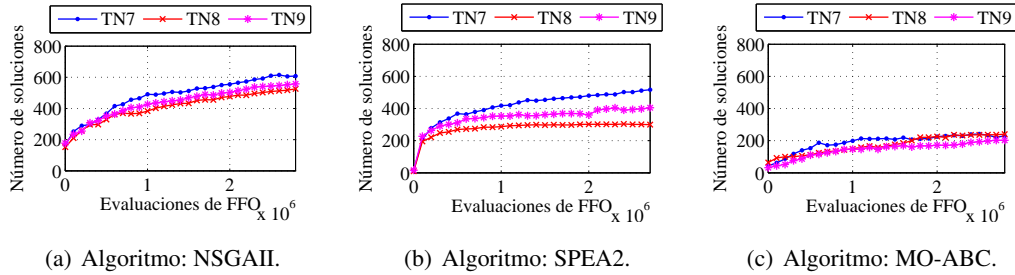 TN7 TN8 TN9
Número de soluciones
800
600
400
200
0
0 1 2
Evaluaciones de FFO
x 10^6
(a) Algoritmo: NSGAII.
TN7 TN8 TN9
Número de soluciones
800
600
400
200
0
0 1 2
Evaluaciones de FFO
x 10^6
(b) Algoritmo: SPEA2.
TN7 TN8 TN9
Número de soluciones
800
600
400
200
0
0 1 2
Evaluaciones de FFO
x 10^6
(c) Algoritmo: MO-ABC.